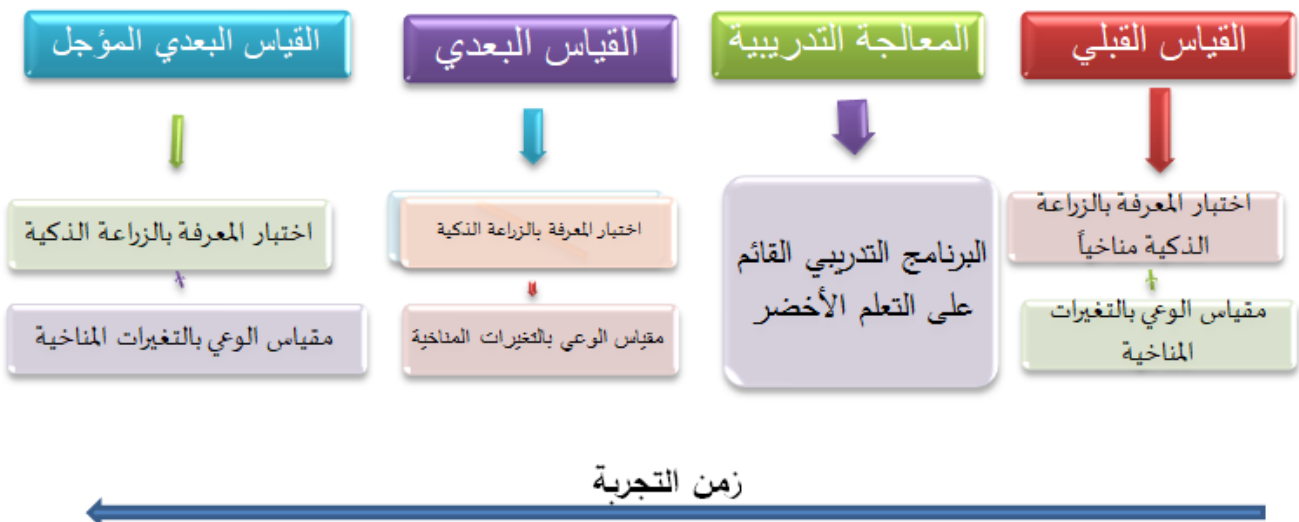 القياس القبلي
المعالجة التدريبية
القياس البعدي
القياس البعدي المؤجل
اختبار المعرفة بالزراعة
الذكية مناخياً
مقياس الوعي بالتغيرات
المناخية
البرنامج التدريبي القائم
على التعلم الأخضر
اختبار المعرفة بالزراعة الذكية
مقياس الوعي بالتغيرات المناخية
اختبار المعرفة بالزراعة الذكية
مقياس الوعي بالتغيرات المناخية
زمن التجربة